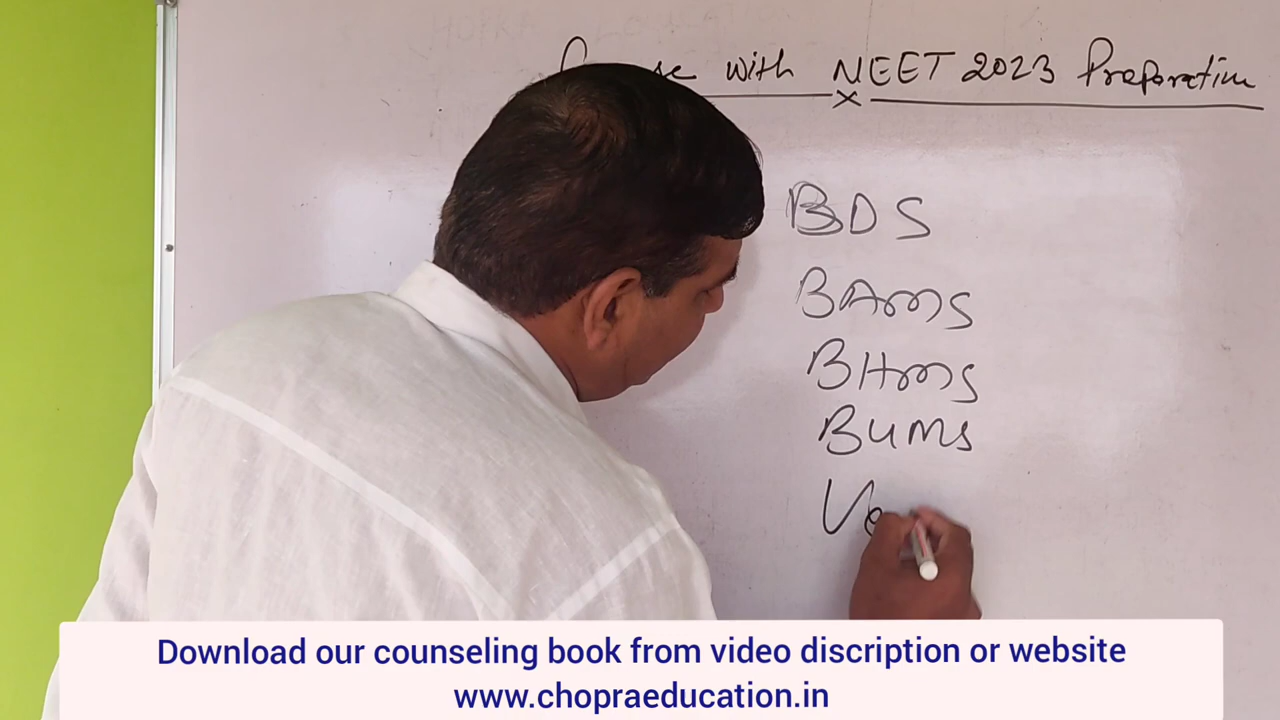 with NEET 2023 Preparation
BDS
BAMS
BHMS
BUMS
Ve
Download our counseling book from video discription or website
www.chopraeducation.in